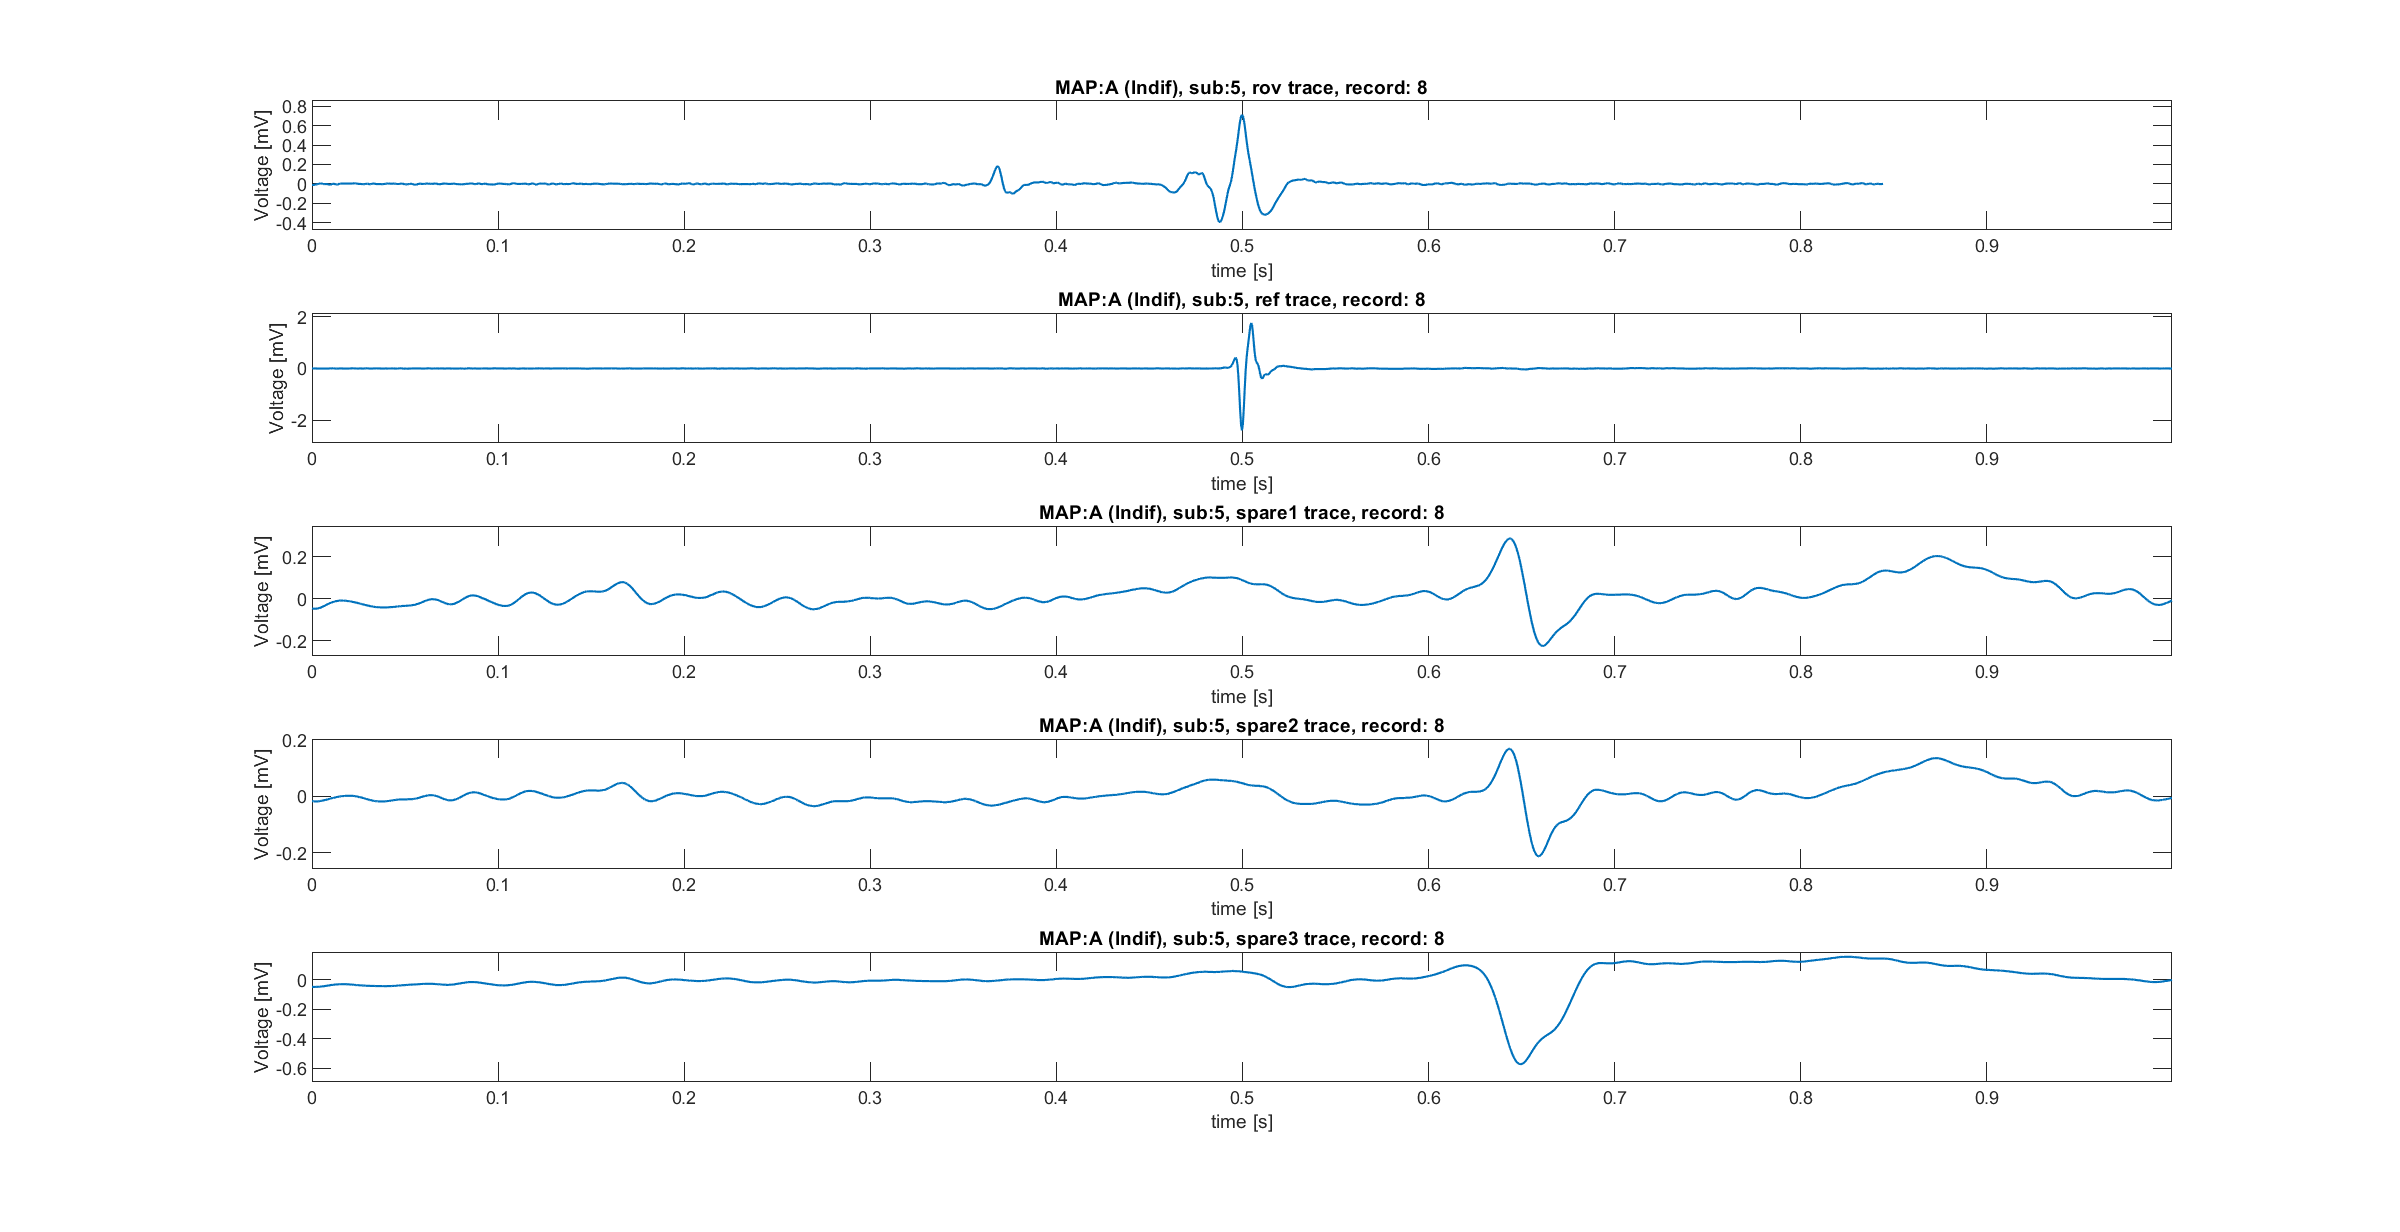 MAP:A (Indif), sub:5, rov trace, record: 8
Voltage [mV]
0.8
0.6
0.4
0.2
0
-0.2
-0.4
0 0.1 0.2 0.3 0.4 0.5 0.6 0.7 0.8 0.9
time [s]
MAP:A (Indif), sub:5, ref trace, record: 8
Voltage [mV]
2
0
-2
0 0.1 0.2 0.3 0.4 0.5 0.6 0.7 0.8 0.9
time [s]
MAP:A (Indif), sub:5, spare1 trace, record: 8
Voltage [mV]
0.2
0
-0.2
0 0.1 0.2 0.3 0.4 0.5 0.6 0.7 0.8 0.9
time [s]
MAP:A (Indif), sub:5, spare2 trace, record: 8
Voltage [mV]
0.2
0
-0.2
0 0.1 0.2 0.3 0.4 0.5 0.6 0.7 0.8 0.9
time [s]
MAP:A (Indif), sub:5, spare3 trace, record: 8
Voltage [mV]
0
-0.2
-0.4
-0.6
0 0.1 0.2 0.3 0.4 0.5 0.6 0.7 0.8 0.9
time [s]